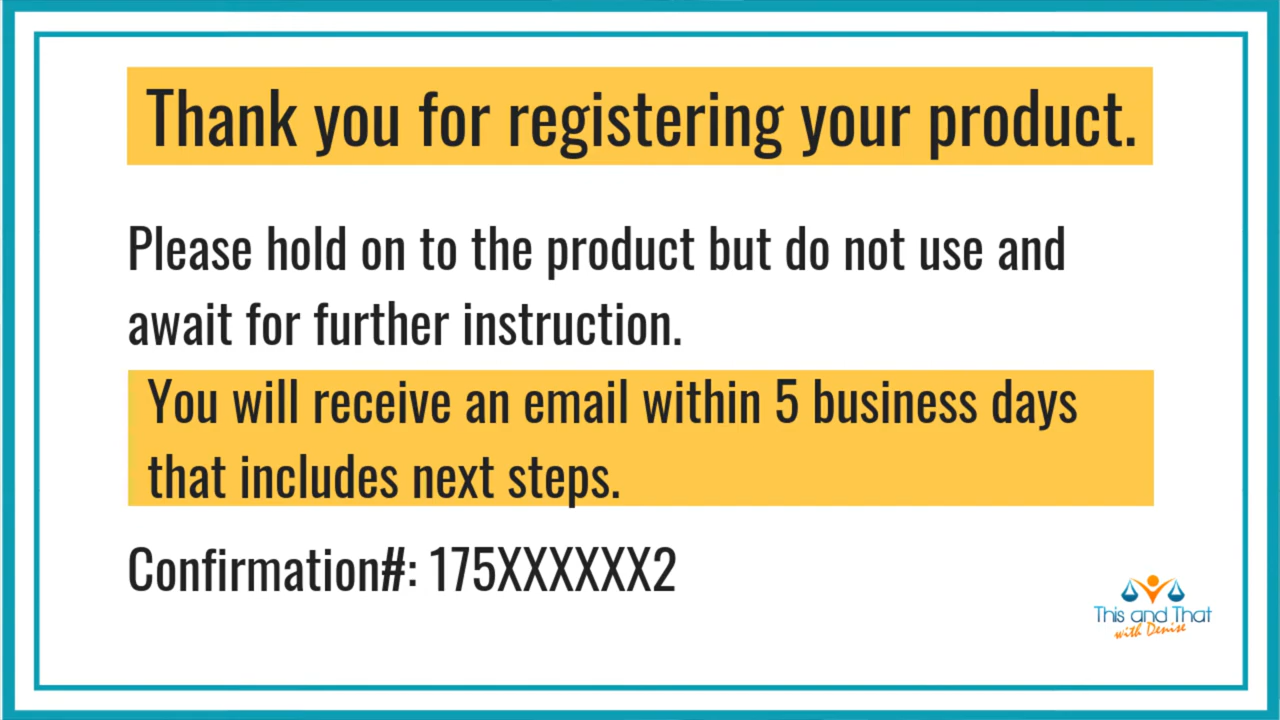 Thank you for registering your product.
Please hold on to the product but do not use and
await for further instruction.
You will receive an email within 5 business days
that includes next steps.
Confirmation#: 175XXXXXX2
This and That
with Denise